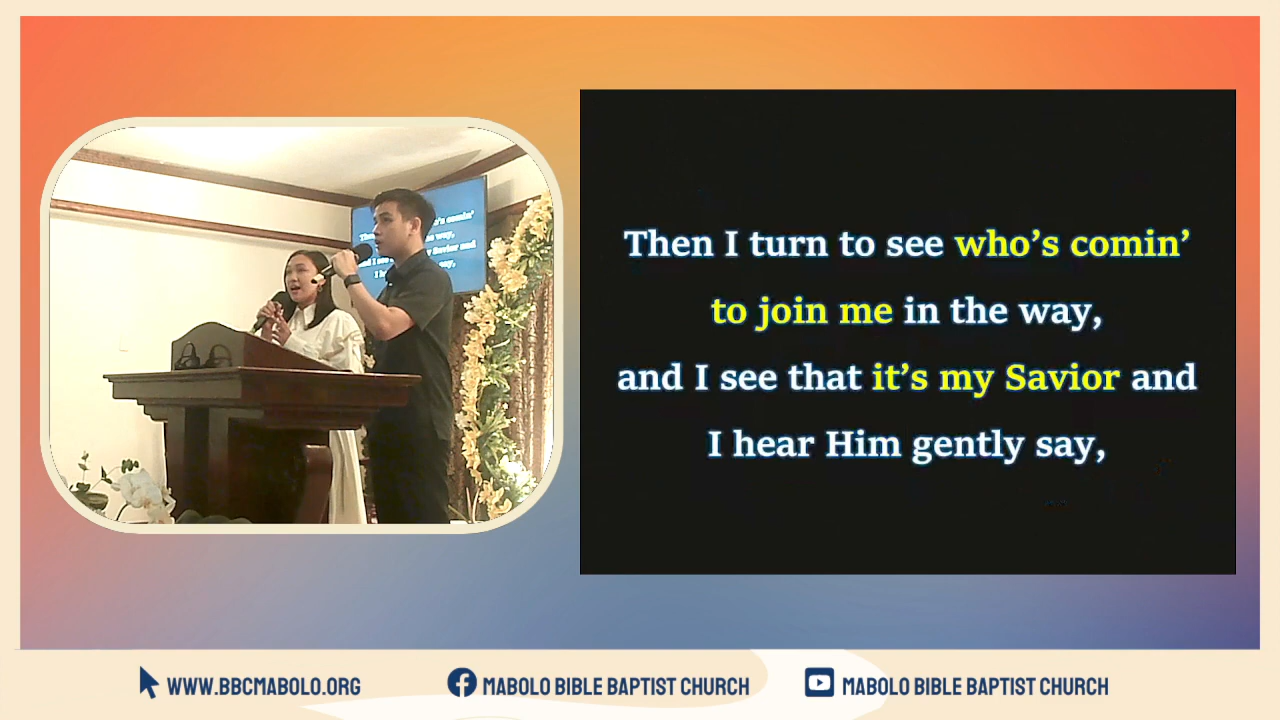 Then I turn to see who’s comin’
to join me in the way,
and I see that it’s my Savior and
I hear Him gently say,
WWW.BBCMABOLO.ORG
MABOLO BIBLE BAPTIST CHURCH
MABOLO BIBLE BAPTIST CHURCH